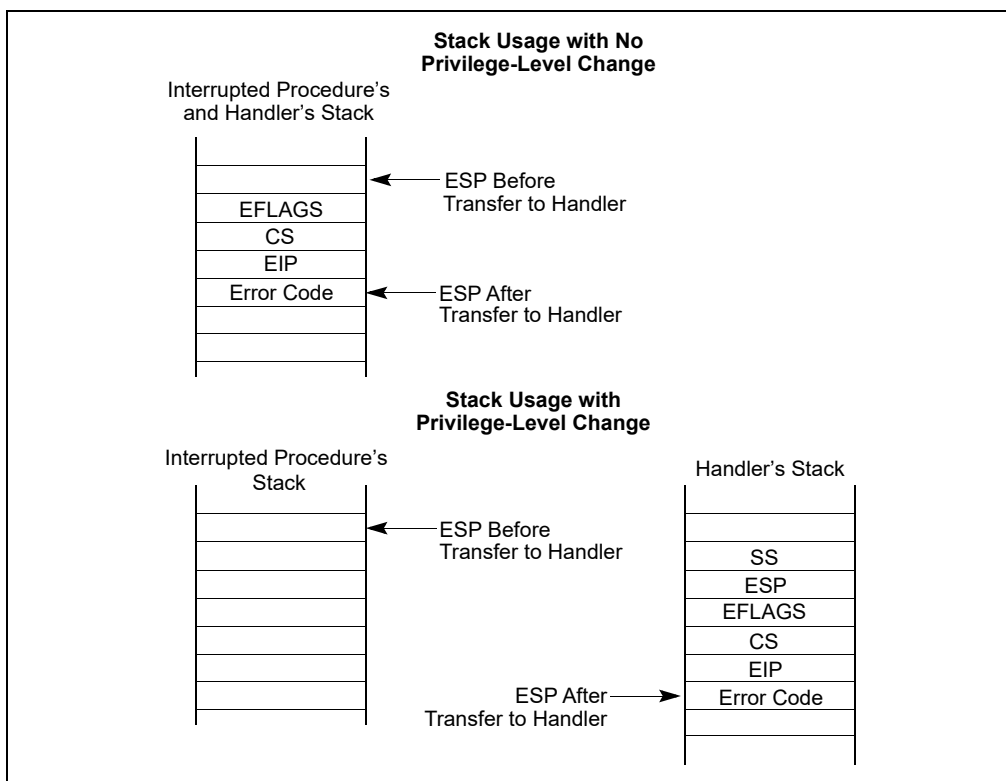 Stack Usage with No
Privilege-Level Change
Interrupted Procedure’s
and Handler’s Stack
ESP Before
Transfer to Handler
EFLAGS
CS
EIP
Error Code
ESP After
Transfer to Handler
Stack Usage with
Privilege-Level Change
Interrupted Procedure’s
Stack
Handler’s Stack
ESP Before
Transfer to Handler
SS
ESP
EFLAGS
CS
EIP
ESP After
Transfer to Handler
Error Code